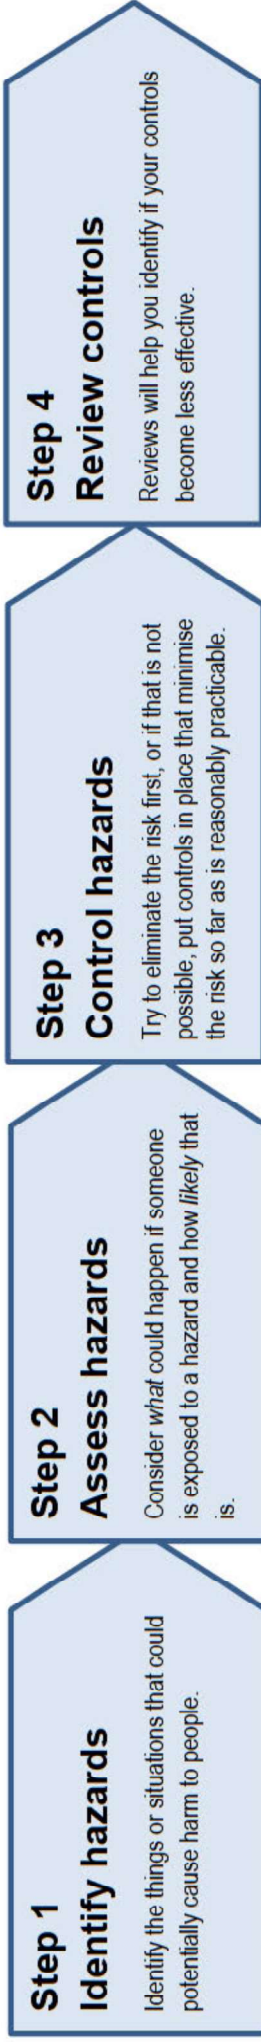 Step 1
Identify hazards
Identify the things or situations that could
potentially cause harm to people.
Step 2
Assess hazards
Consider what could happen if someone
is exposed to a hazard and how likely that
is.
Step 3
Control hazards
Try to eliminate the risk first, or if that is not
possible, put controls in place that minimise
the risk so far as is reasonably practicable.
Step 4
Review controls
Reviews will help you identify if your controls
become less effective.